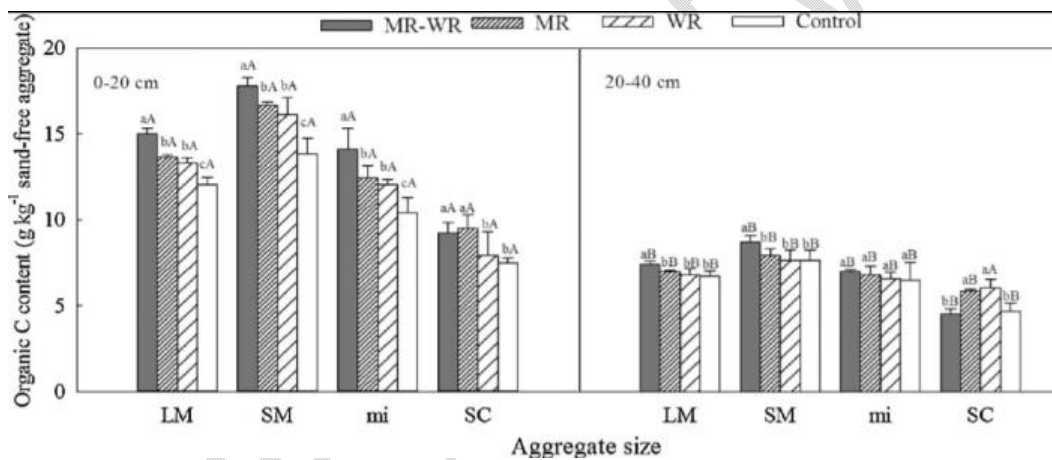 MR-WR MR WR Control
Organic C content (g kg⁻¹ sand-free aggregate)
20
15
10
5
0
0-20 cm
aA bA bA cA
aA bA bA cA
aA bA bA cA
aA aA bA bA
20-40 cm
aB bB bB bB
aB bB bB bB
aB aB aB aB
bB aB aA bB
LM SM mi SC LM SM mi SC
Aggregate size